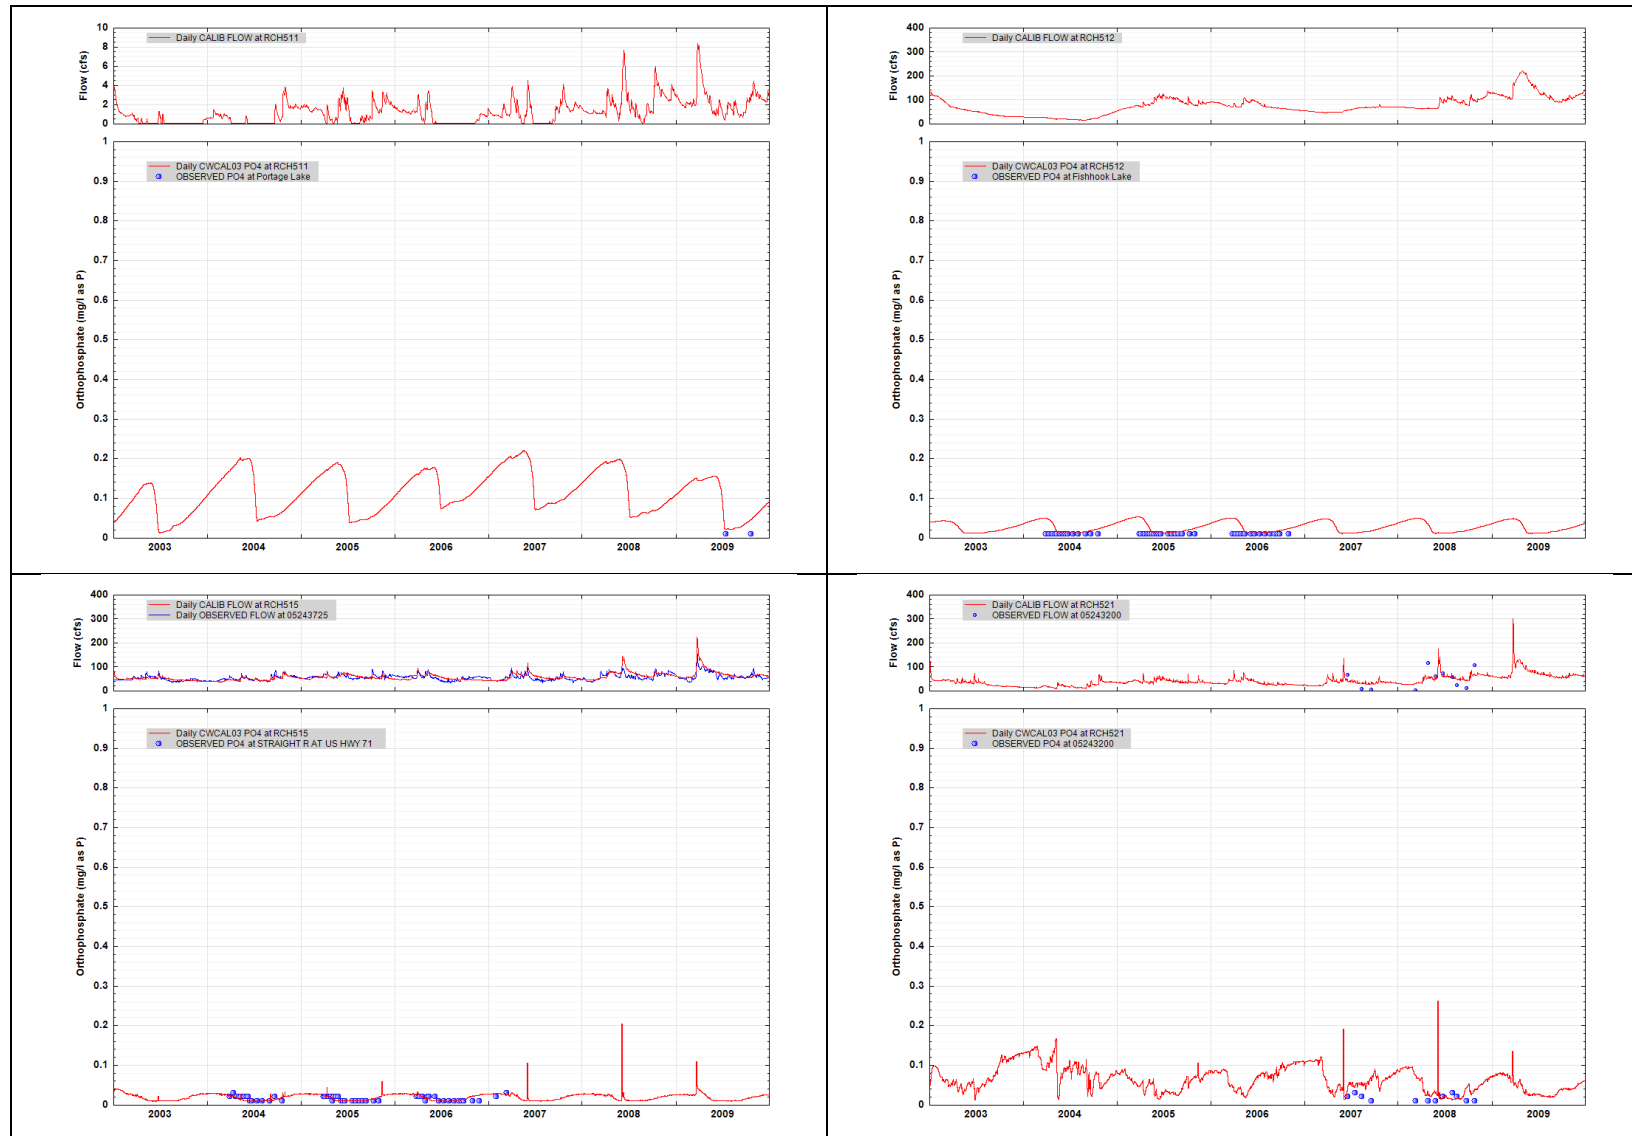 Daily CALIB FLOW at RCH511
Flow (cfs)
10
8
6
4
2
0
Daily CWCAL03 PO4 at RCH511
OBSERVED PO4 at Portage Lake
Orthophosphate (mg/l as P)
1
0.9
0.8
0.7
0.6
0.5
0.4
0.3
0.2
0.1
0
2003 2004 2005 2006 2007 2008 2009
Daily CALIB FLOW at RCH512
Flow (cfs)
400
300
200
100
0
Daily CWCAL03 PO4 at RCH512
OBSERVED PO4 at Fishhook Lake
Orthophosphate (mg/l as P)
1
0.9
0.8
0.7
0.6
0.5
0.4
0.3
0.2
0.1
0
2003 2004 2005 2006 2007 2008 2009
Daily CALIB FLOW at RCH515
Daily OBSERVED FLOW at 05243725
Flow (cfs)
400
300
200
100
0
Daily CWCAL03 PO4 at RCH515
OBSERVED PO4 at STRAIGHT R AT US HWY 71
Orthophosphate (mg/l as P)
1
0.9
0.8
0.7
0.6
0.5
0.4
0.3
0.2
0.1
0
2003 2004 2005 2006 2007 2008 2009
Daily CALIB FLOW at RCH521
OBSERVED FLOW at 05243200
Flow (cfs)
400
300
200
100
0
Daily CWCAL03 PO4 at RCH521
OBSERVED PO4 at 05243200
Orthophosphate (mg/l as P)
1
0.9
0.8
0.7
0.6
0.5
0.4
0.3
0.2
0.1
0
2003 2004 2005 2006 2007 2008 2009